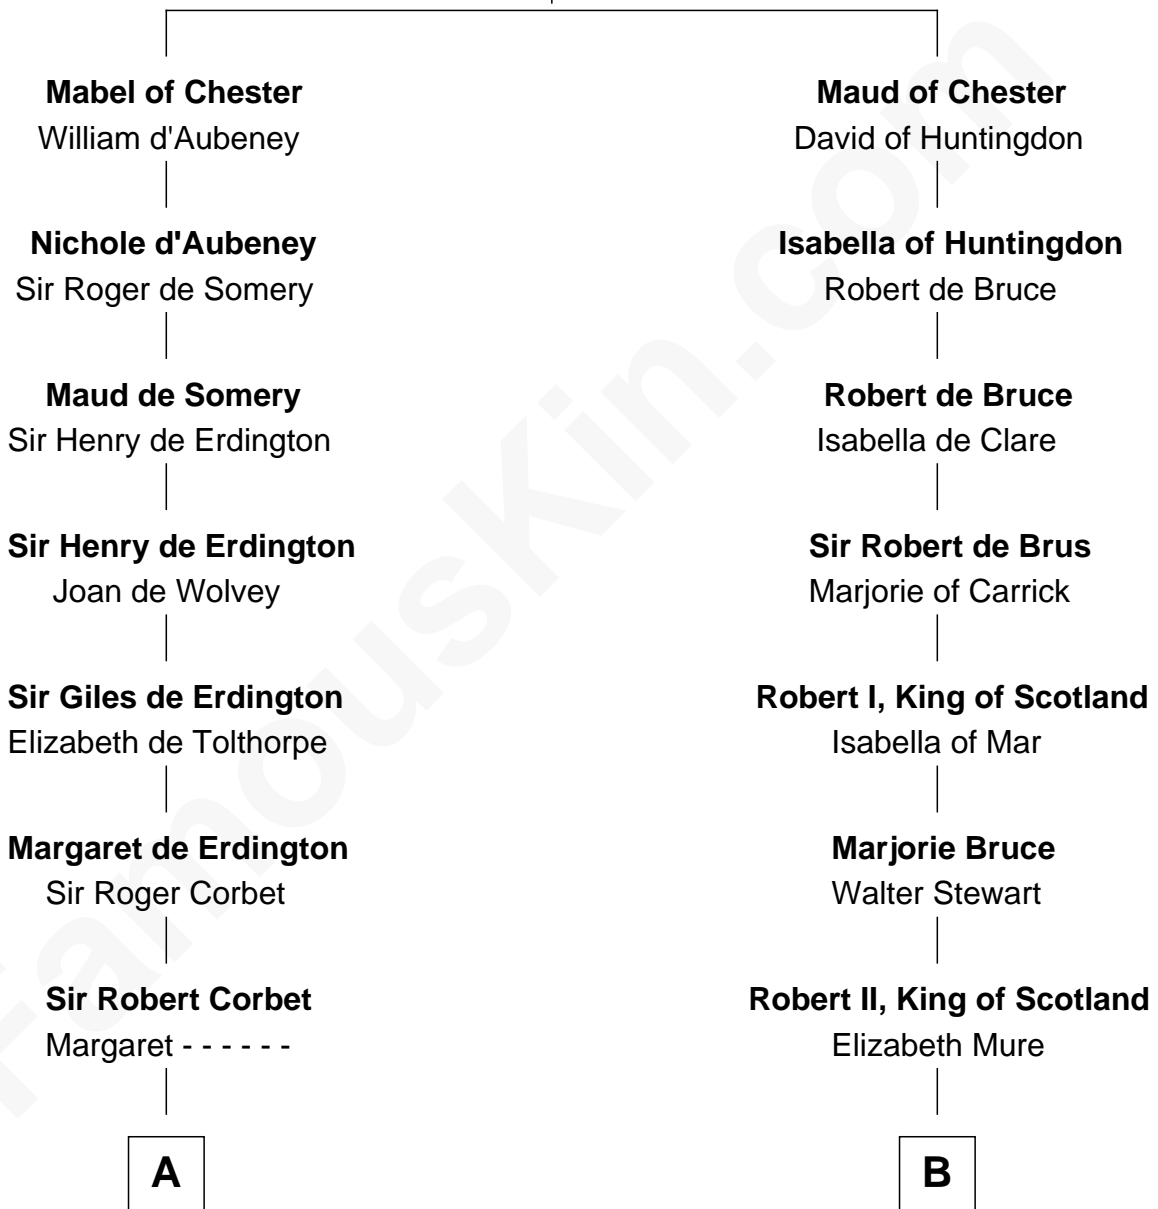 Mabel of Chester
William d'Aubeney
Nichole d'Aubeney
Sir Roger de Somery
Maud de Somery
Sir Henry de Erdington
Sir Henry de Erdington
Joan de Wolvey
Sir Giles de Erdington
Elizabeth de Tolthorpe
Margaret de Erdington
Sir Roger Corbet
Sir Robert Corbet
Margaret - - - - - -
A
Maud of Chester
David of Huntingdon
Isabella of Huntingdon
Robert de Bruce
Robert de Bruce
Isabella de Clare
Sir Robert de Brus
Marjorie of Carrick
Robert I, King of Scotland
Isabella of Mar
Marjorie Bruce
Walter Stewart
Robert II, King of Scotland
Elizabeth Mure
B
FamousKin.com